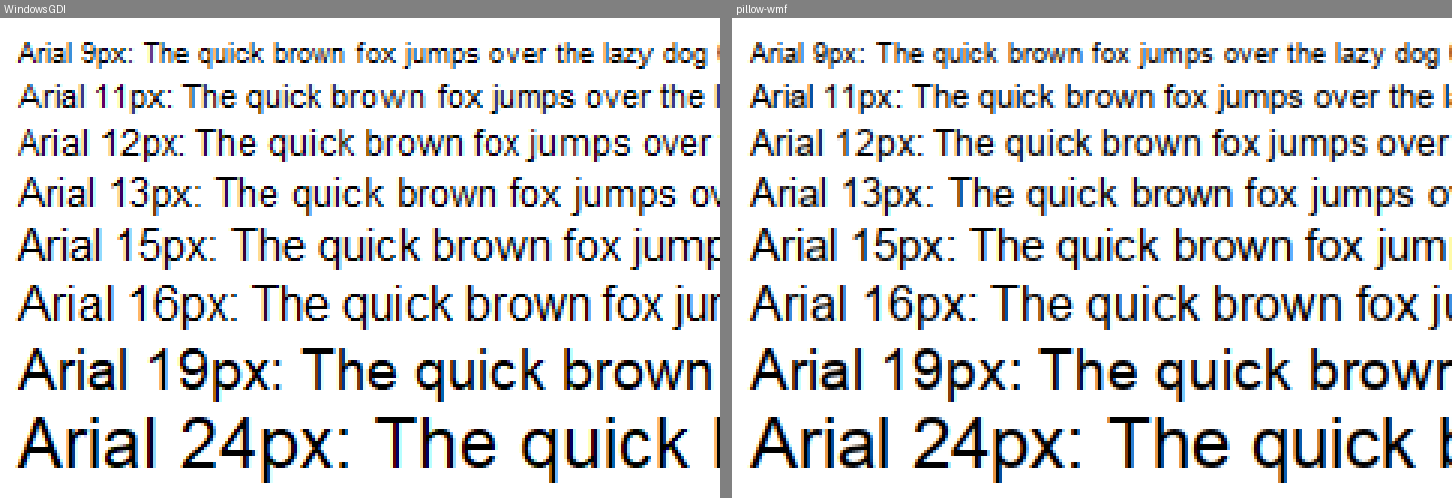 WindowsGDI
Arial 9px: The quick brown fox jumps over the lazy dog
Arial 11px: The quick brown fox jumps over the
Arial 12px: The quick brown fox jumps over
Arial 13px: The quick brown fox jumps
Arial 15px: The quick brown fox
Arial 16px: The quick brown fox
Arial 19px: The quick brown
Arial 24px: The quick
pillow-wmf
Arial 9px: The quick brown fox jumps over the lazy dog
Arial 11px: The quick brown fox jumps over the
Arial 12px: The quick brown fox jumps over
Arial 13px: The quick brown fox jumps
Arial 15px: The quick brown fox
Arial 16px: The quick brown fox
Arial 19px: The quick brown
Arial 24px: The quick